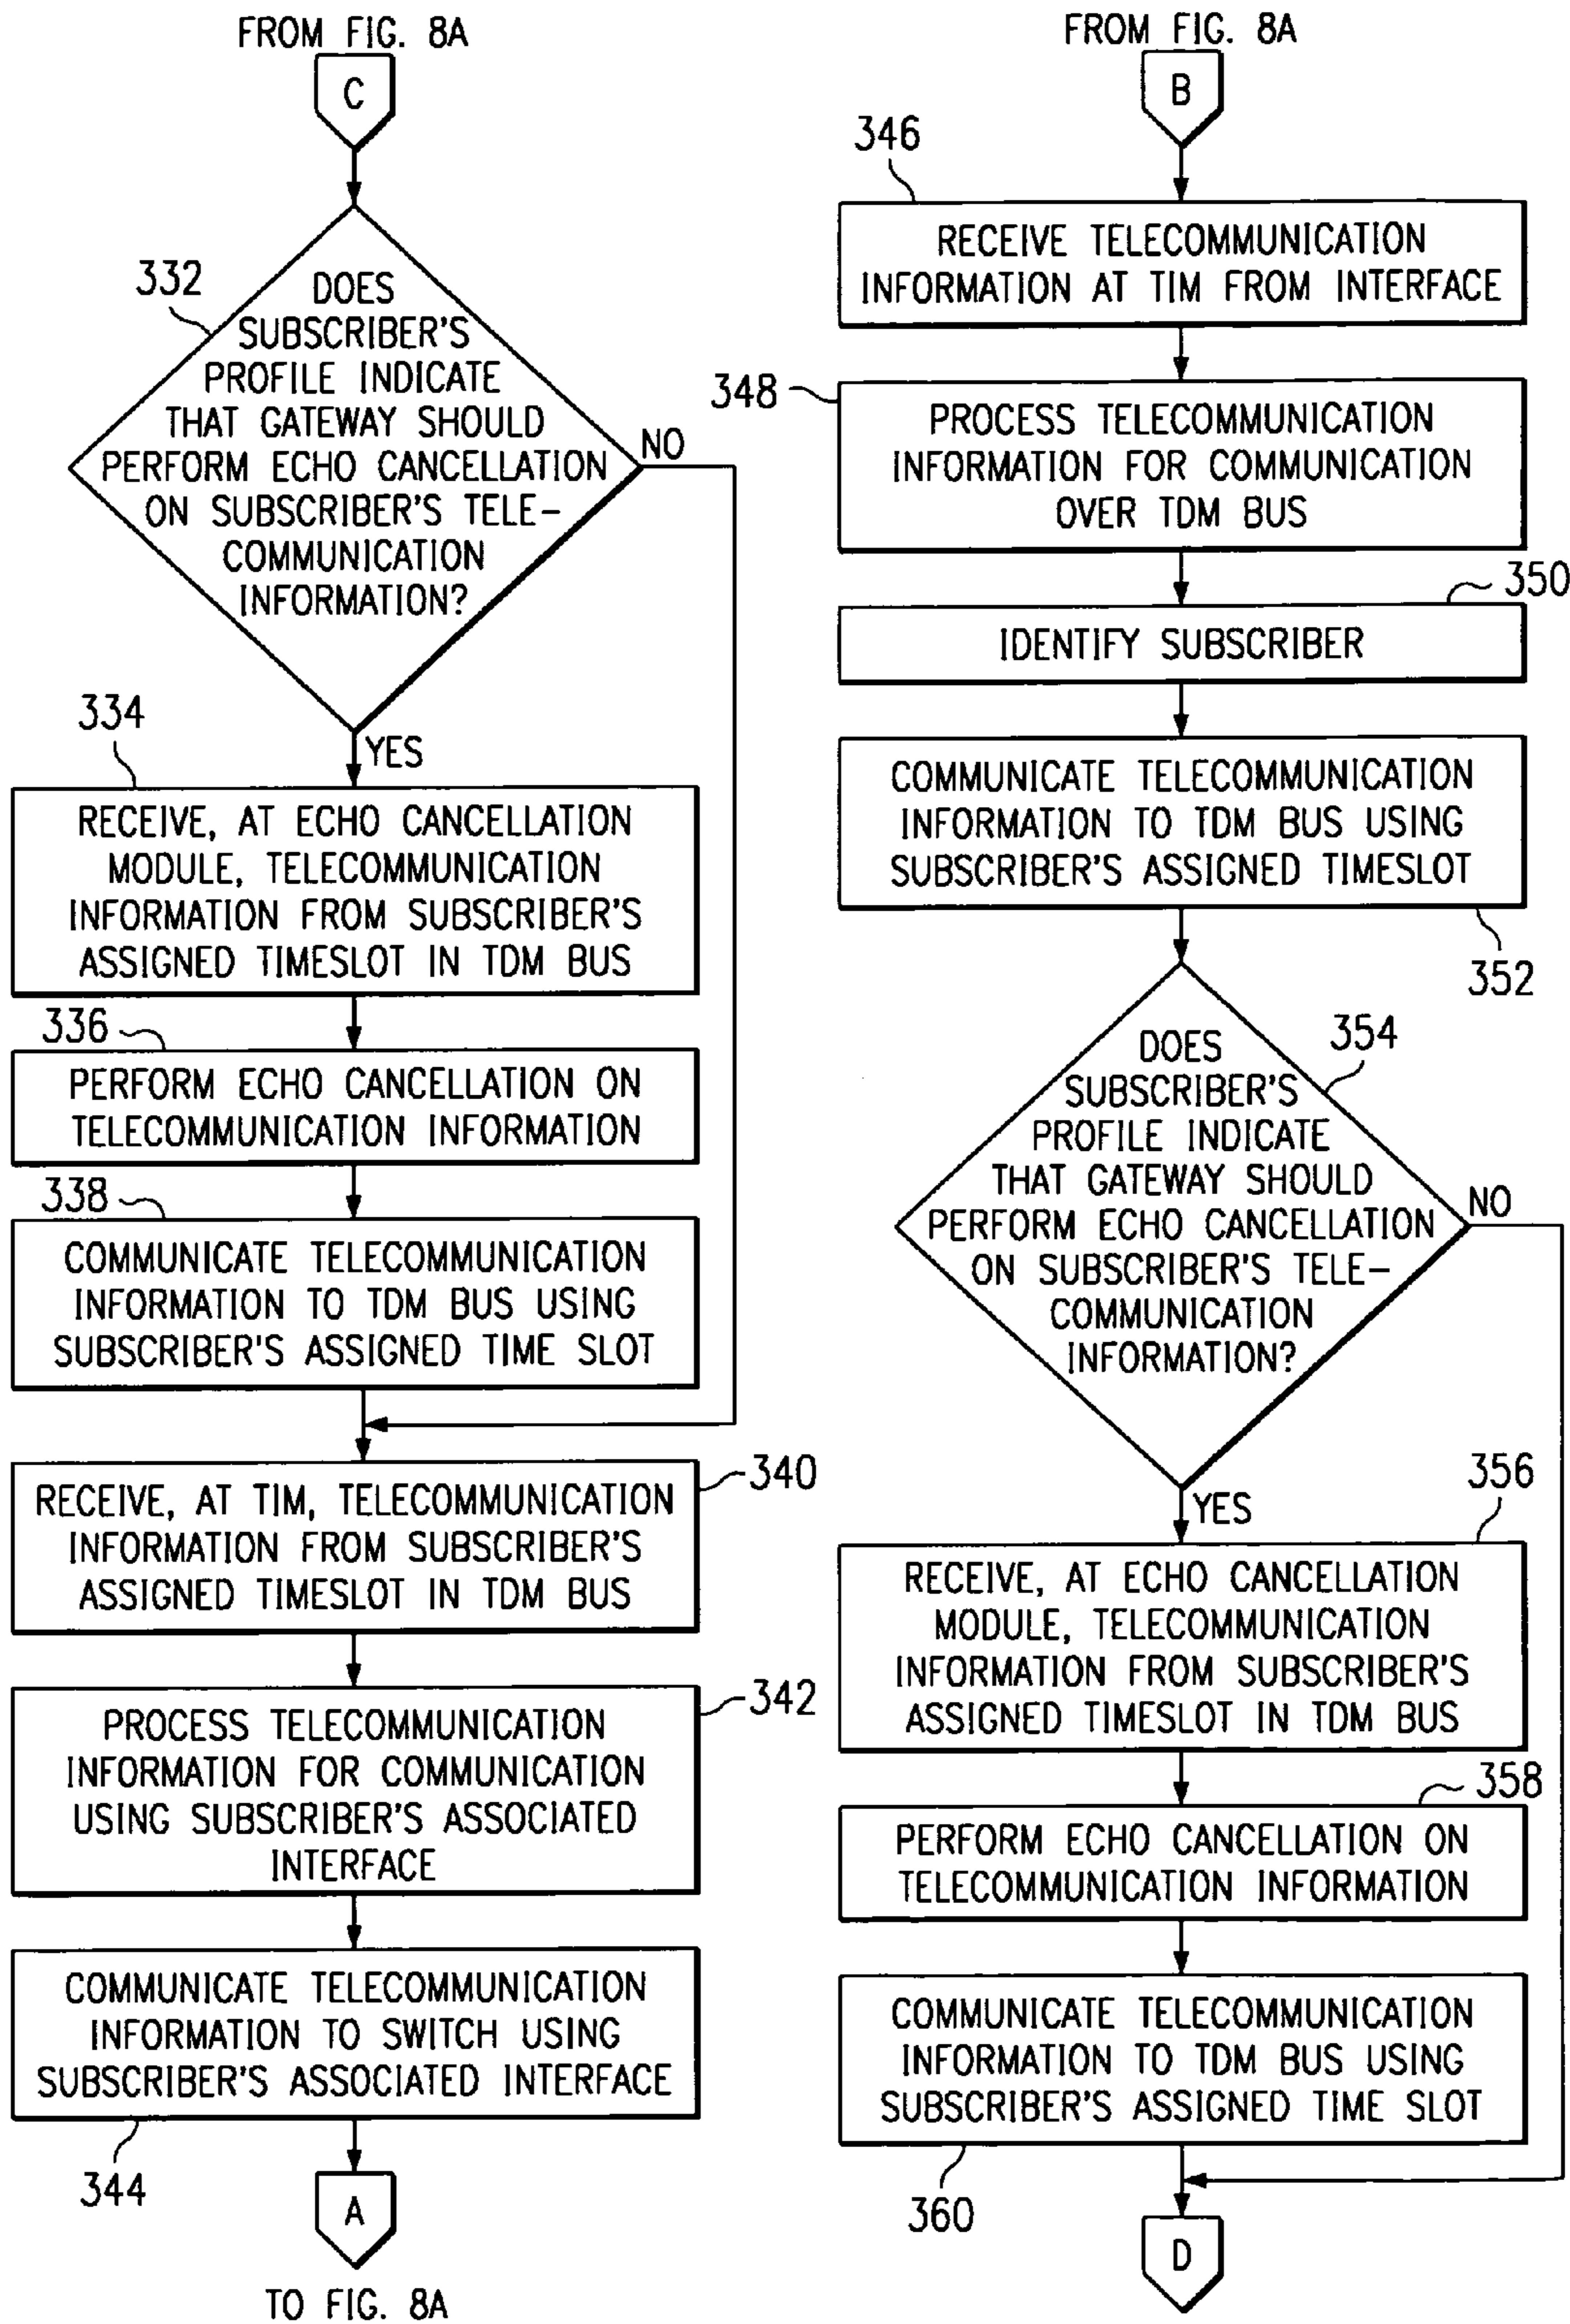 FROM FIG. 8A
C
332
DOES
SUBSCRIBER'S
PROFILE INDICATE
THAT GATEWAY SHOULD
PERFORM ECHO CANCELLATION
ON SUBSCRIBER'S TELE-
COMMUNICATION
INFORMATION?
NO
YES
334
RECEIVE, AT ECHO CANCELLATION
MODULE, TELECOMMUNICATION
INFORMATION FROM SUBSCRIBER'S
ASSIGNED TIMESLOT IN TDM BUS
336
PERFORM ECHO CANCELLATION ON
TELECOMMUNICATION INFORMATION
338
COMMUNICATE TELECOMMUNICATION
INFORMATION TO TDM BUS USING
SUBSCRIBER'S ASSIGNED TIME SLOT
340
RECEIVE, AT TIM, TELECOMMUNICATION
INFORMATION FROM SUBSCRIBER'S
ASSIGNED TIMESLOT IN TDM BUS
342
PROCESS TELECOMMUNICATION
INFORMATION FOR COMMUNICATION
USING SUBSCRIBER'S ASSOCIATED
INTERFACE
COMMUNICATE TELECOMMUNICATION
INFORMATION TO SWITCH USING
SUBSCRIBER'S ASSOCIATED INTERFACE
344
A
TO FIG. 8A
FROM FIG. 8A
B
346
RECEIVE TELECOMMUNICATION
INFORMATION AT TIM FROM INTERFACE
348
PROCESS TELECOMMUNICATION
INFORMATION FOR COMMUNICATION
OVER TDM BUS
350
IDENTIFY SUBSCRIBER
COMMUNICATE TELECOMMUNICATION
INFORMATION TO TDM BUS USING
SUBSCRIBER'S ASSIGNED TIMESLOT
352
354
DOES
SUBSCRIBER'S
PROFILE INDICATE
THAT GATEWAY SHOULD
PERFORM ECHO CANCELLATION
ON SUBSCRIBER'S TELE-
COMMUNICATION
INFORMATION?
NO
YES
356
RECEIVE, AT ECHO CANCELLATION
MODULE, TELECOMMUNICATION
INFORMATION FROM SUBSCRIBER'S
ASSIGNED TIMESLOT IN TDM BUS
358
PERFORM ECHO CANCELLATION ON
TELECOMMUNICATION INFORMATION
COMMUNICATE TELECOMMUNICATION
INFORMATION TO TDM BUS USING
SUBSCRIBER'S ASSIGNED TIME SLOT
360
D